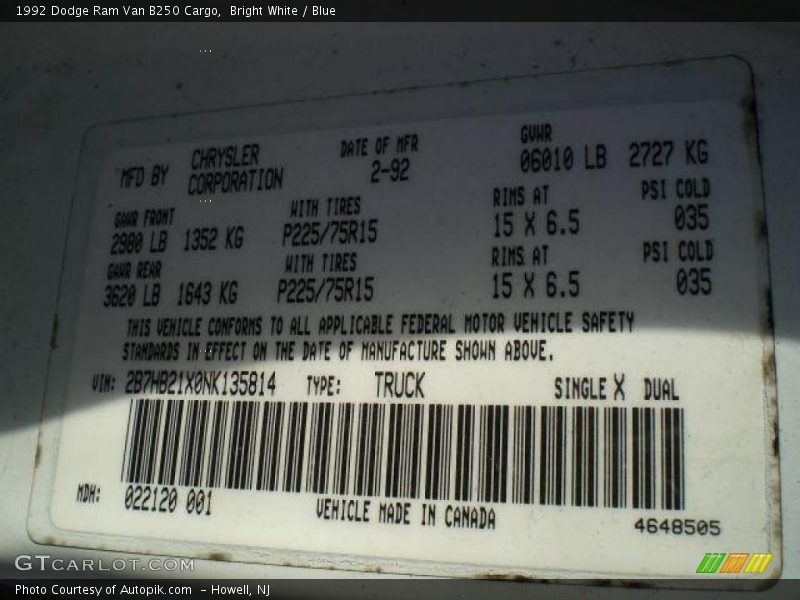 1992 Dodge Ram Van B250 Cargo,  Bright White / Blue
MFD BY CHRYSLER CORPORATION DATE OF MFR 2-92 GVWR 06010 LB 2727 KG
GAWR FRONT WITH TIRES RIMS AT PSI COLD
2980 LB 1352 KG P225/75R15 15 X 6.5 035
GAWR REAR WITH TIRES RIMS AT PSI COLD
3620 LB 1643 KG P225/75R15 15 X 6.5 035
THIS VEHICLE CONFORMS TO ALL APPLICABLE FEDERAL MOTOR VEHICLE SAFETY
STANDARDS IN EFFECT ON THE DATE OF MANUFACTURE SHOWN ABOVE.
VIN: 2B7HB21X0NK135814 TYPE: TRUCK SINGLE X DUAL
MDH: 022120 001 VEHICLE MADE IN CANADA 4648505
GTCARLOT.COM
Photo Courtesy of Autopik.com  – Howell, NJ